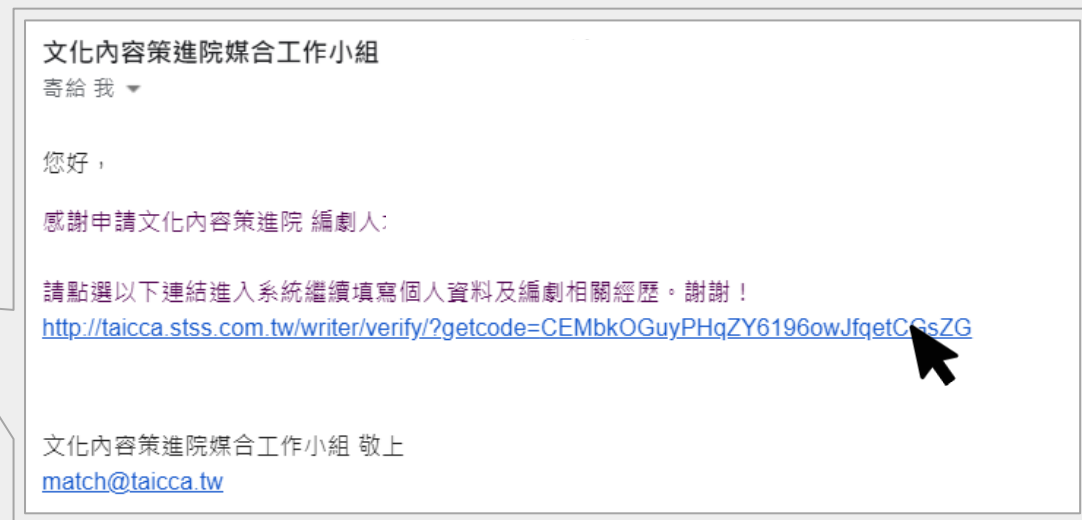 文化內容策進院媒合工作小組
寄給 我
您好，
感謝申請文化內容策進院 編劇人
請點選以下連結進入系統繼續填寫個人資料及編劇相關經歷。謝謝！
http://taicca.stss.com.tw/writer/verify/?getcode=CEMbkOGuyPHqZY6196owJfqetCGsZG
文化內容策進院媒合工作小組 敬上
match@taicca.tw